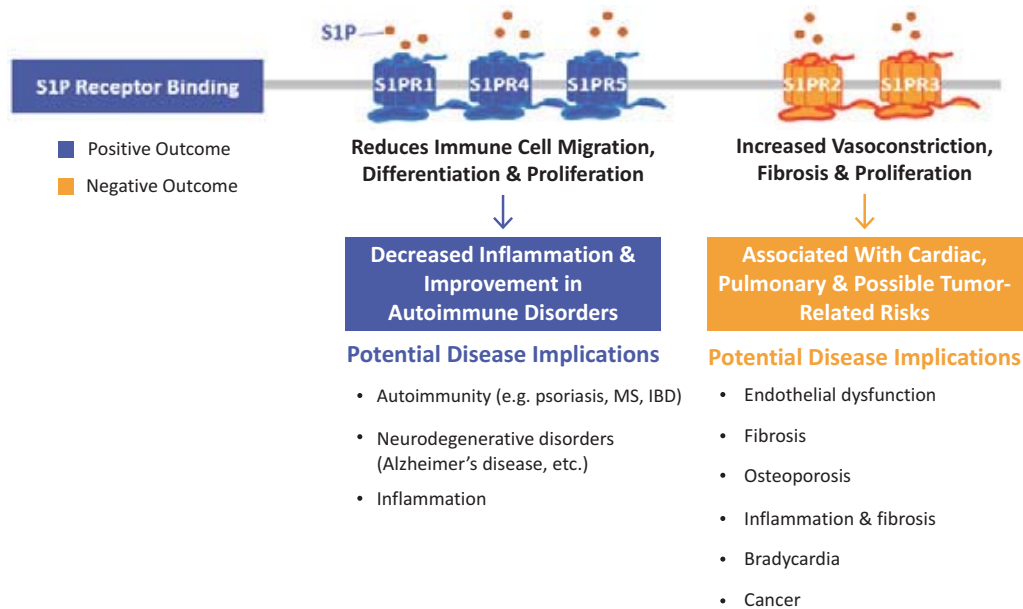 S1P
S1P Receptor Binding
S1PR1
S1PR4
S1PR5
S1PR2
S1PR3
Positive Outcome
Negative Outcome
Reduces Immune Cell Migration,
Differentiation & Proliferation
Increased Vasoconstriction,
Fibrosis & Proliferation
Decreased Inflammation &
Improvement in
Autoimmune Disorders
Associated With Cardiac,
Pulmonary & Possible Tumor-
Related Risks
Potential Disease Implications
• Autoimmunity (e.g. psoriasis, MS, IBD)
• Neurodegenerative disorders
(Alzheimer’s disease, etc.)
• Inflammation
Potential Disease Implications
• Endothelial dysfunction
• Fibrosis
• Osteoporosis
• Inflammation & fibrosis
• Bradycardia
• Cancer